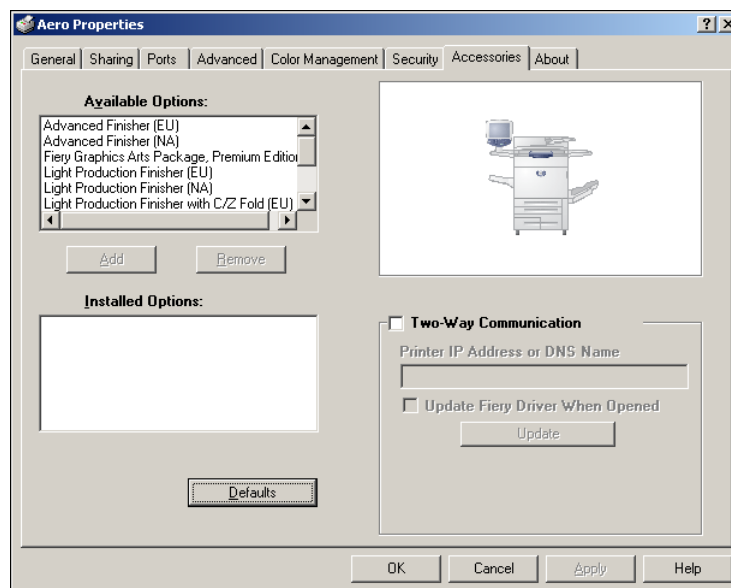 Aero Properties
General Sharing Ports Advanced Color Management Security Accessories About
Available Options:
Advanced Finisher (EU)
Advanced Finisher (NA)
Fiery Graphics Arts Package, Premium Edition
Light Production Finisher (EU)
Light Production Finisher (NA)
Light Production Finisher with C/Z Fold (EU)
Add Remove
Installed Options:
Two-Way Communication
Printer IP Address or DNS Name
Update Fiery Driver When Opened
Update
Defaults
OK Cancel Apply Help